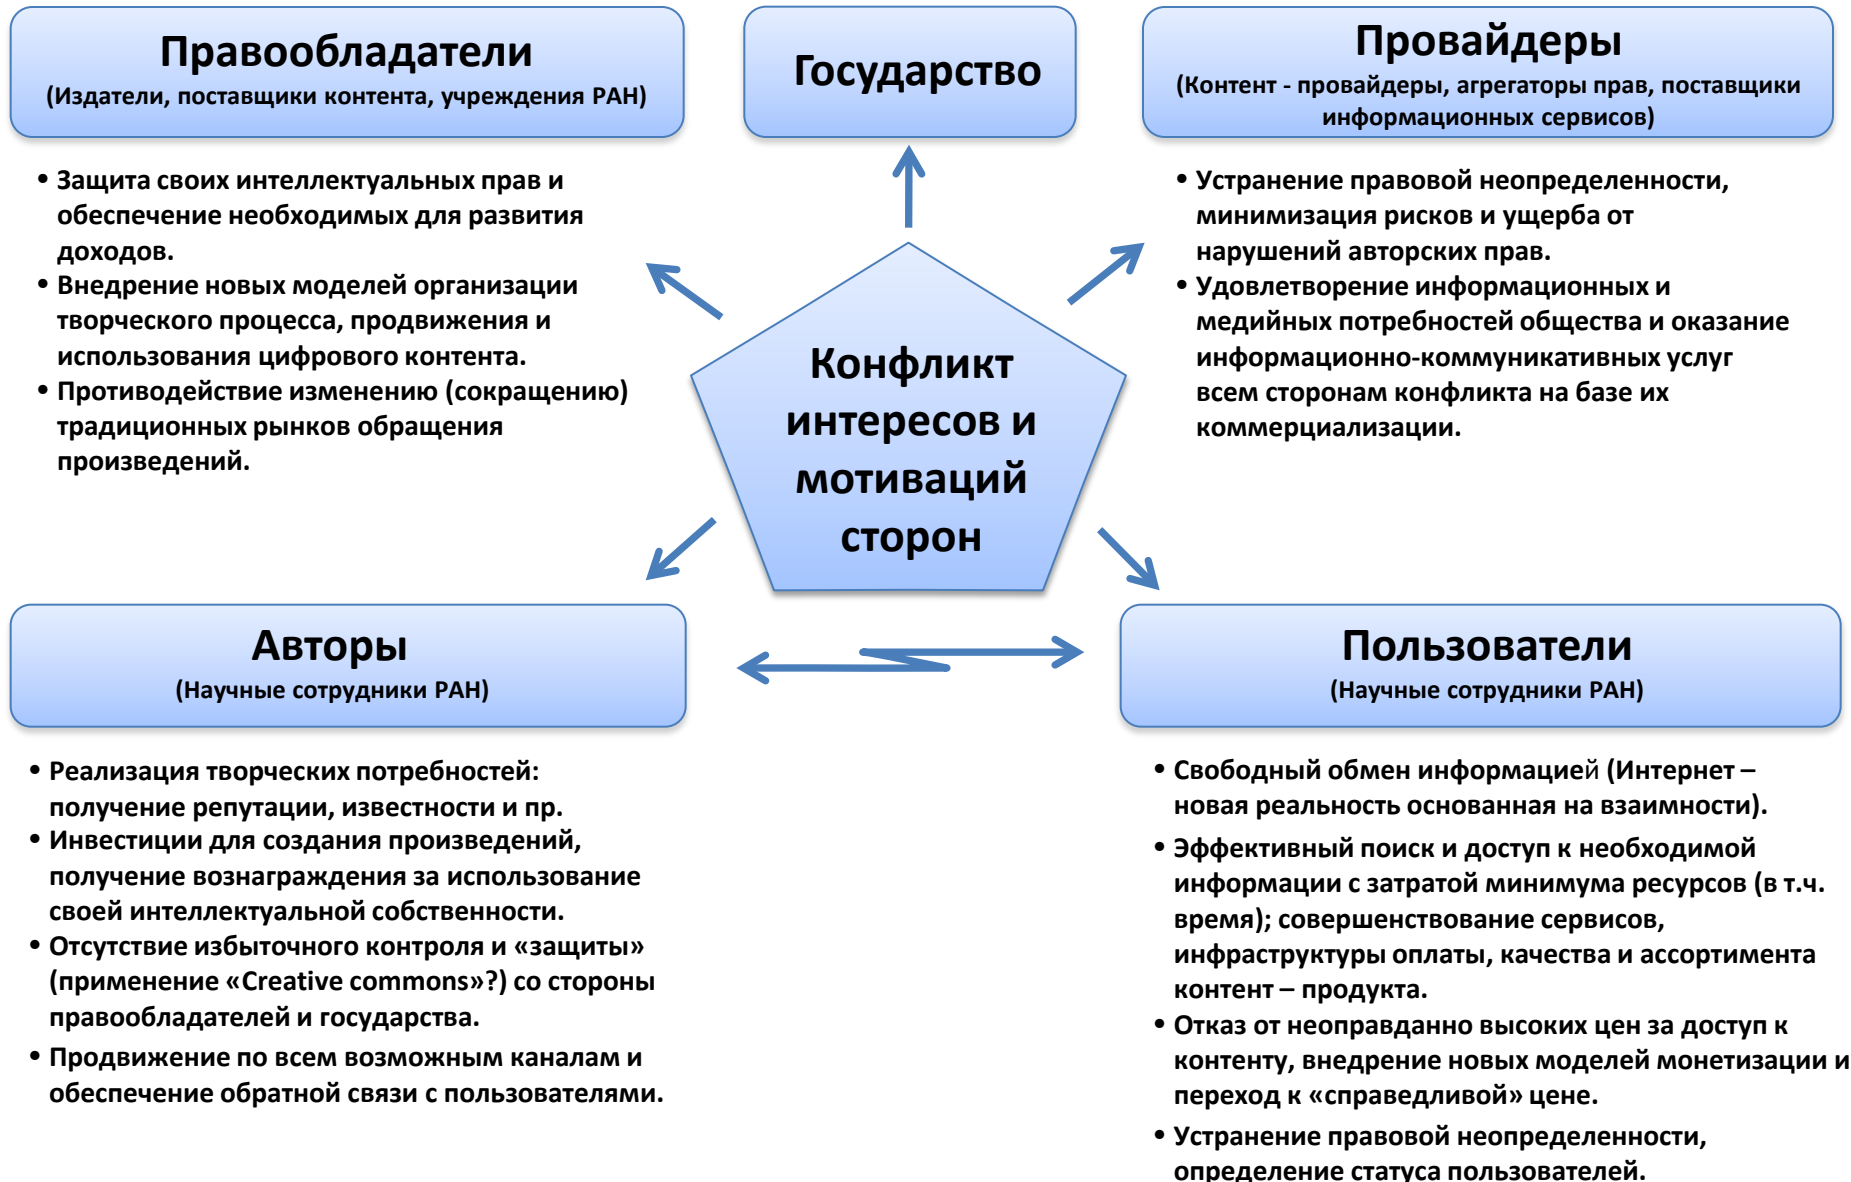 Правообладатели
(Издатели, поставщики контента, учреждения РАН)
Государство
Провайдеры
(Контент - провайдеры, агрегаторы прав, поставщики
информационных сервисов)
• Защита своих интеллектуальных прав и
обеспечение необходимых для развития
доходов.
• Внедрение новых моделей организации
творческого процесса, продвижения и
использования цифрового контента.
• Противодействие изменению (сокращению)
традиционных рынков обращения
произведений.
• Устранение правовой неопределенности,
минимизация рисков и ущерба от
нарушений авторских прав.
• Удовлетворение информационных и
медийных потребностей общества и оказание
информационно-коммуникативных услуг
всем сторонам конфликта на базе их
коммерциализации.
Конфликт
интересов и
мотиваций
сторон
Авторы
(Научные сотрудники РАН)
Пользователи
(Научные сотрудники РАН)
• Реализация творческих потребностей:
получение репутации, известности и пр.
• Инвестиции для создания произведений,
получение вознаграждения за использование
своей интеллектуальной собственности.
• Отсутствие избыточного контроля и «защиты»
(применение «Creative commons»?) со стороны
правообладателей и государства.
• Продвижение по всем возможным каналам и
обеспечение обратной связи с пользователями.
• Свободный обмен информацией (Интернет –
новая реальность основанная на взаимности).
• Эффективный поиск и доступ к необходимой
информации с затратой минимума ресурсов (в т.ч.
время); совершенствование сервисов,
инфраструктуры оплаты, качества и ассортимента
контент – продукта.
• Отказ от неоправданно высоких цен за доступ к
контенту, внедрение новых моделей монетизации и
переход к «справедливой» цене.
• Устранение правовой неопределенности,
определение статуса пользователей.